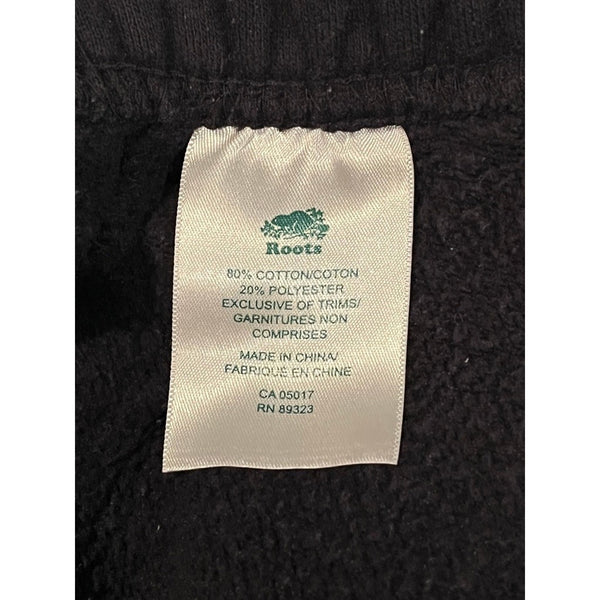 Roots
80% COTTON/COTON
20% POLYESTER
EXCLUSIVE OF TRIMS/
GARNITURES NON
COMPRISES
MADE IN CHINA/
FABRIQUÉ EN CHINE
CA 05017
RN 89323